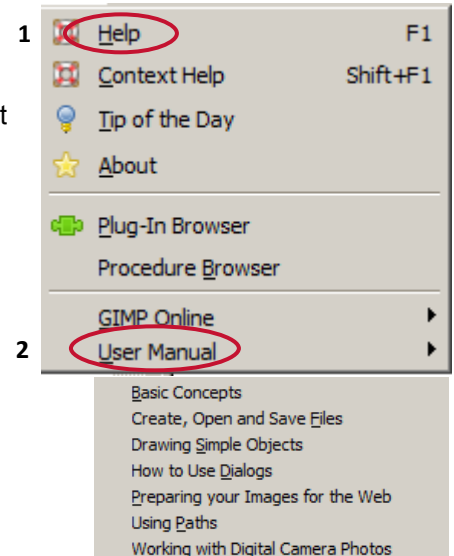 1 Help F1
Context Help Shift+F1
t
Tip of the Day
About
Plug-In Browser
Procedure Browser
GIMP Online
2 User Manual
Basic Concepts
Create, Open and Save Files
Drawing Simple Objects
How to Use Dialogs
Preparing your Images for the Web
Using Paths
Working with Digital Camera Photos